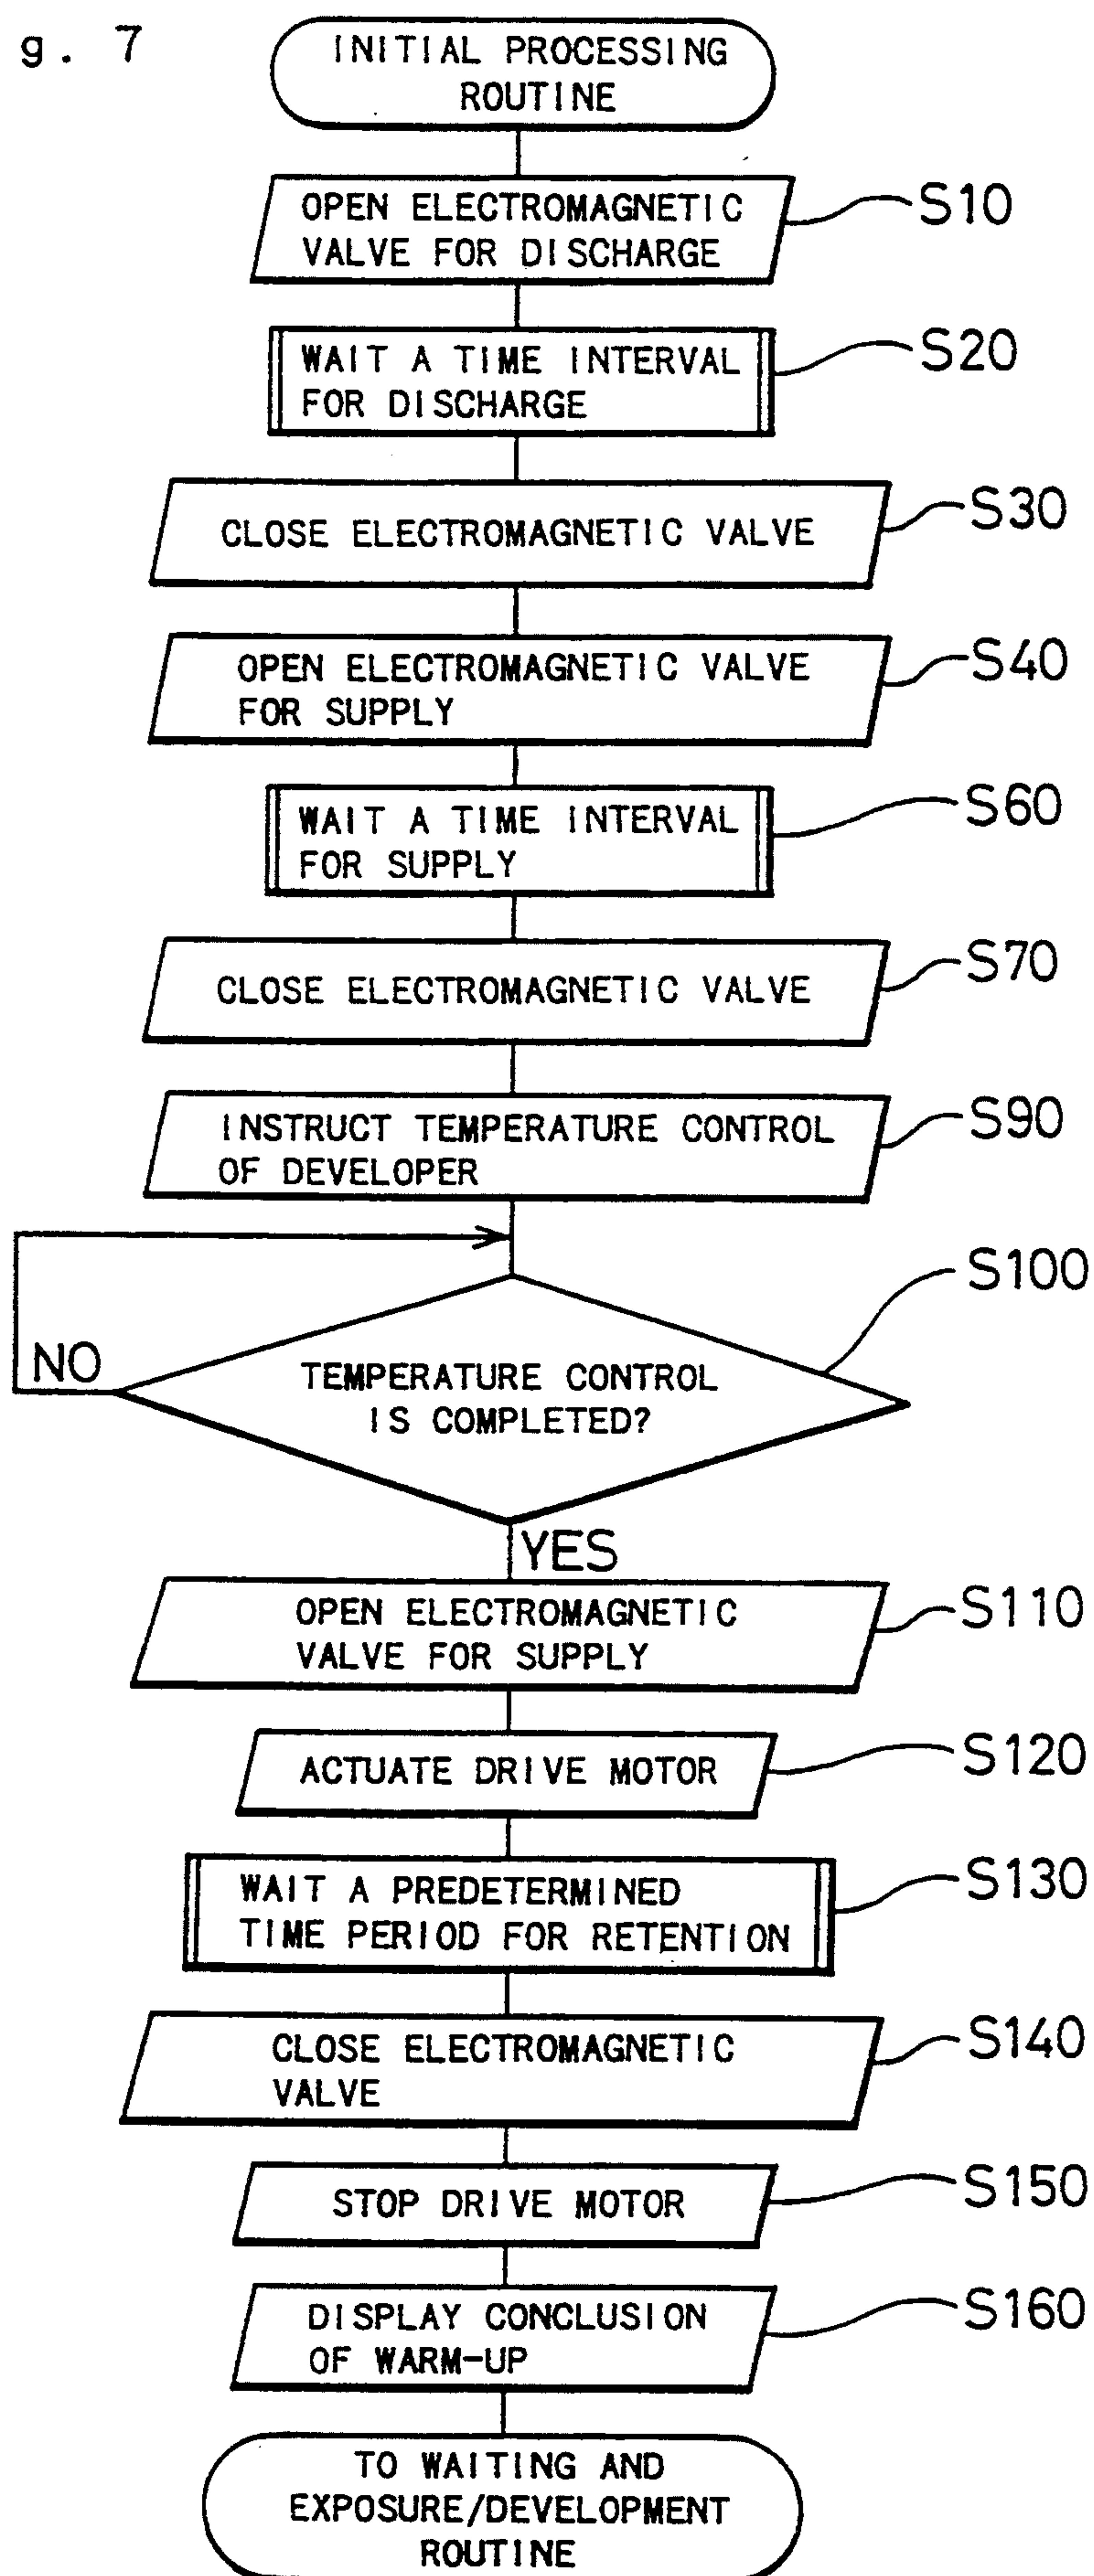 g. 7
INITIAL PROCESSING
ROUTINE
OPEN ELECTROMAGNETIC
VALVE FOR DISCHARGE
S10
WAIT A TIME INTERVAL
FOR DISCHARGE
S20
CLOSE ELECTROMAGNETIC VALVE
S30
OPEN ELECTROMAGNETIC VALVE
FOR SUPPLY
S40
WAIT A TIME INTERVAL
FOR SUPPLY
S60
CLOSE ELECTROMAGNETIC VALVE
S70
INSTRUCT TEMPERATURE CONTROL
OF DEVELOPER
S90
TEMPERATURE CONTROL
IS COMPLETED?
S100
NO
YES
OPEN ELECTROMAGNETIC
VALVE FOR SUPPLY
S110
ACTUATE DRIVE MOTOR
S120
WAIT A PREDETERMINED
TIME PERIOD FOR RETENTION
S130
CLOSE ELECTROMAGNETIC
VALVE
S140
STOP DRIVE MOTOR
S150
DISPLAY CONCLUSION
OF WARM-UP
S160
TO WAITING AND
EXPOSURE/DEVELOPMENT
ROUTINE